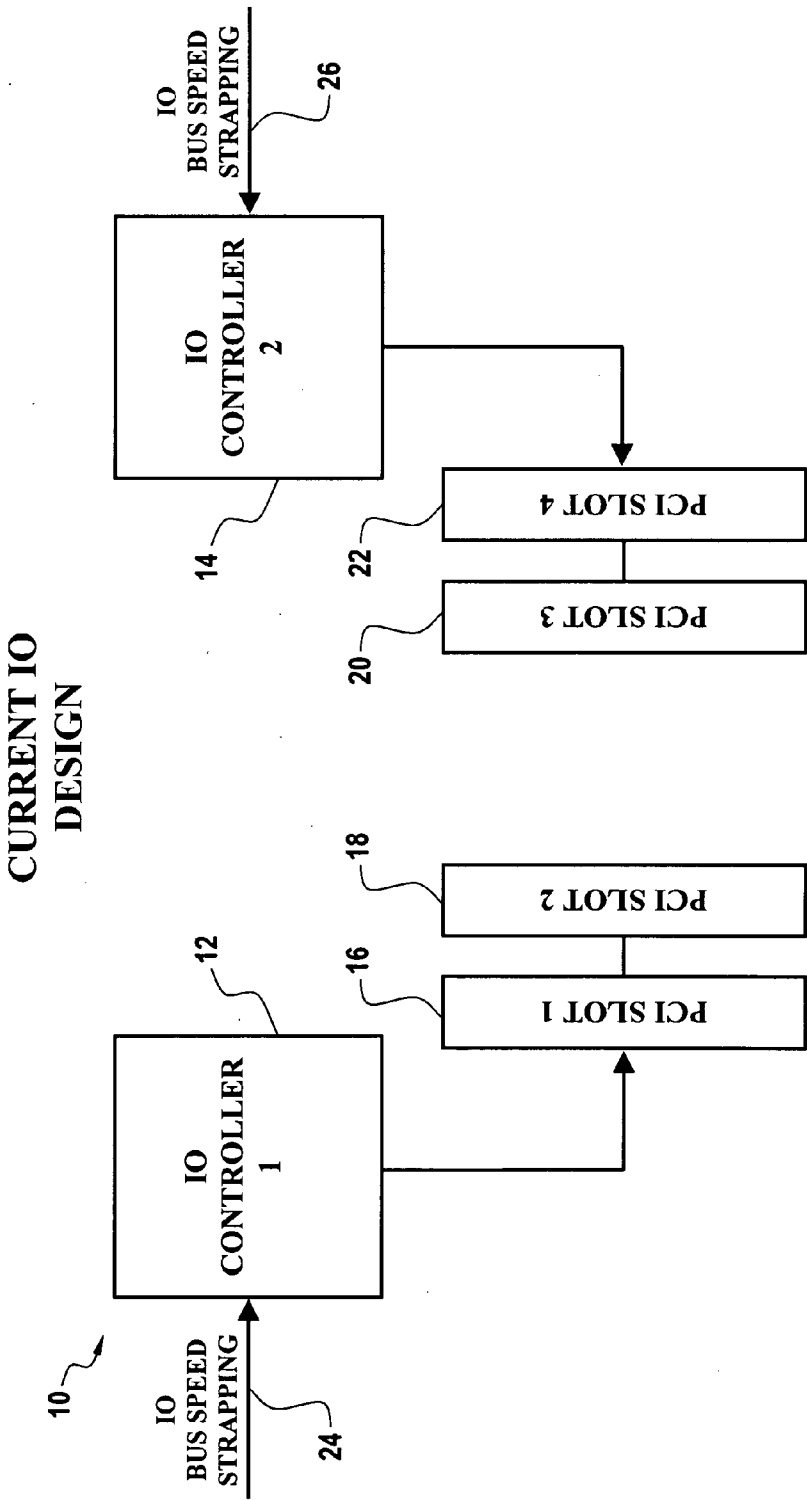 CURRENT IO
DESIGN
10
IO
BUS SPEED
STRAPPING
24
IO
CONTROLLER
1
12
IO
CONTROLLER
2
14
IO
BUS SPEED
STRAPPING
26
16
PCI SLOT 1
18
PCI SLOT 2
20
PCI SLOT 3
22
PCI SLOT 4